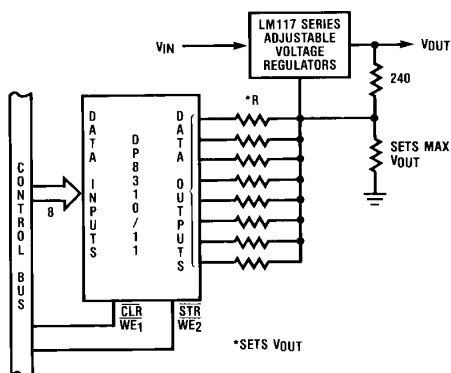 LM117 SERIES
ADJUSTABLE
VOLTAGE
REGULATORS
VIN
VOUT
240
*R
SETS MAX
VOUT
CONTROL BUS
8
DATA INPUTS
DP8310/11
DATA OUTPUTS
CLR
WE1
STR
WE2
*SETS VOUT